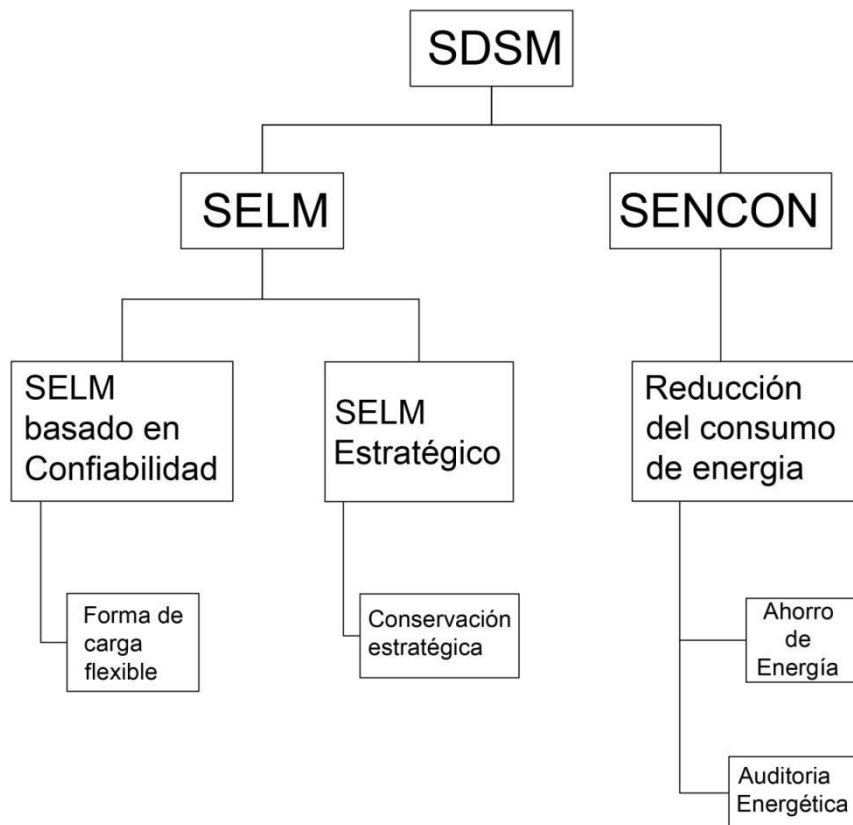 SDSM
SELM
SENCON
SELM
basado en
Confiabilidad
SELM
Estratégico
Reducción
del consumo
de energia
Forma de
carga
flexible
Conservación
estratégica
Ahorro
de
Energía
Auditoria
Energética